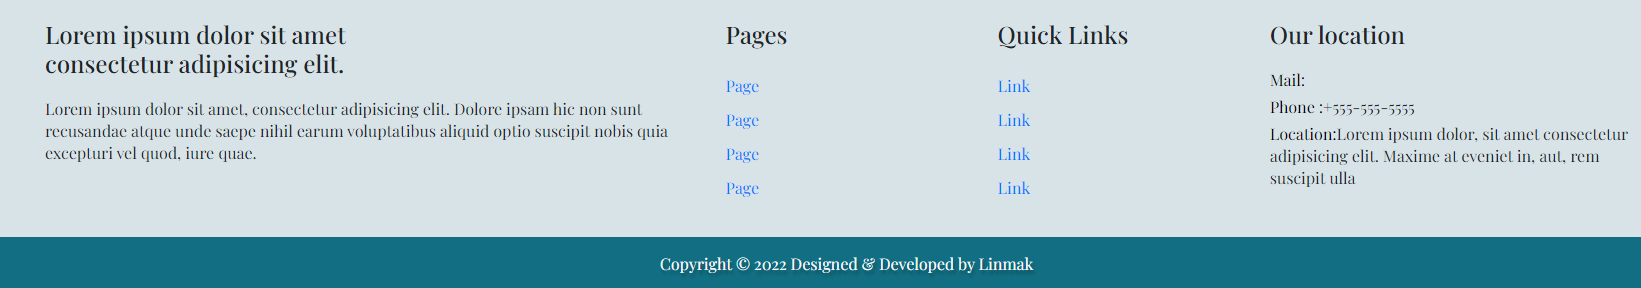 Lorem ipsum dolor sit amet
consectetur adipisicing elit.
Lorem ipsum dolor sit amet, consectetur adipisicing elit. Dolore ipsam hic non sunt
recusandae atque unde saepe nihil earum voluptatibus aliquid optio suscipit nobis quia
excepturi vel quod, iure quae.
Pages
Page
Page
Page
Page
Quick Links
Link
Link
Link
Link
Our location
Mail:
Phone :+555-555-5555
Location:Lorem ipsum dolor, sit amet consectetur
adipisicing elit. Maxime at eveniet in, aut, rem
suscipit ulla
Copyright © 2022 Designed & Developed by Linmak